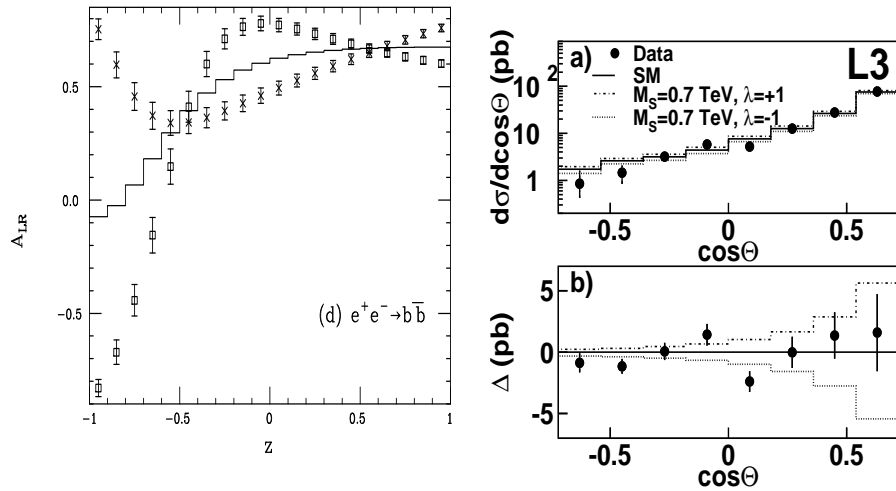 0.5
0.0
−0.5
A_LR
(d) e⁺e⁻→bb̅
−1
−0.5
0
0.5
1
z
a)
L3
Data
SM
M_S=0.7 TeV, λ=+1
M_S=0.7 TeV, λ=-1
dσ/dcosΘ (pb)
10²
10
1
-0.5
0
0.5
cosΘ
b)
Δ (pb)
5
0
-5
-0.5
0
0.5
cosΘ